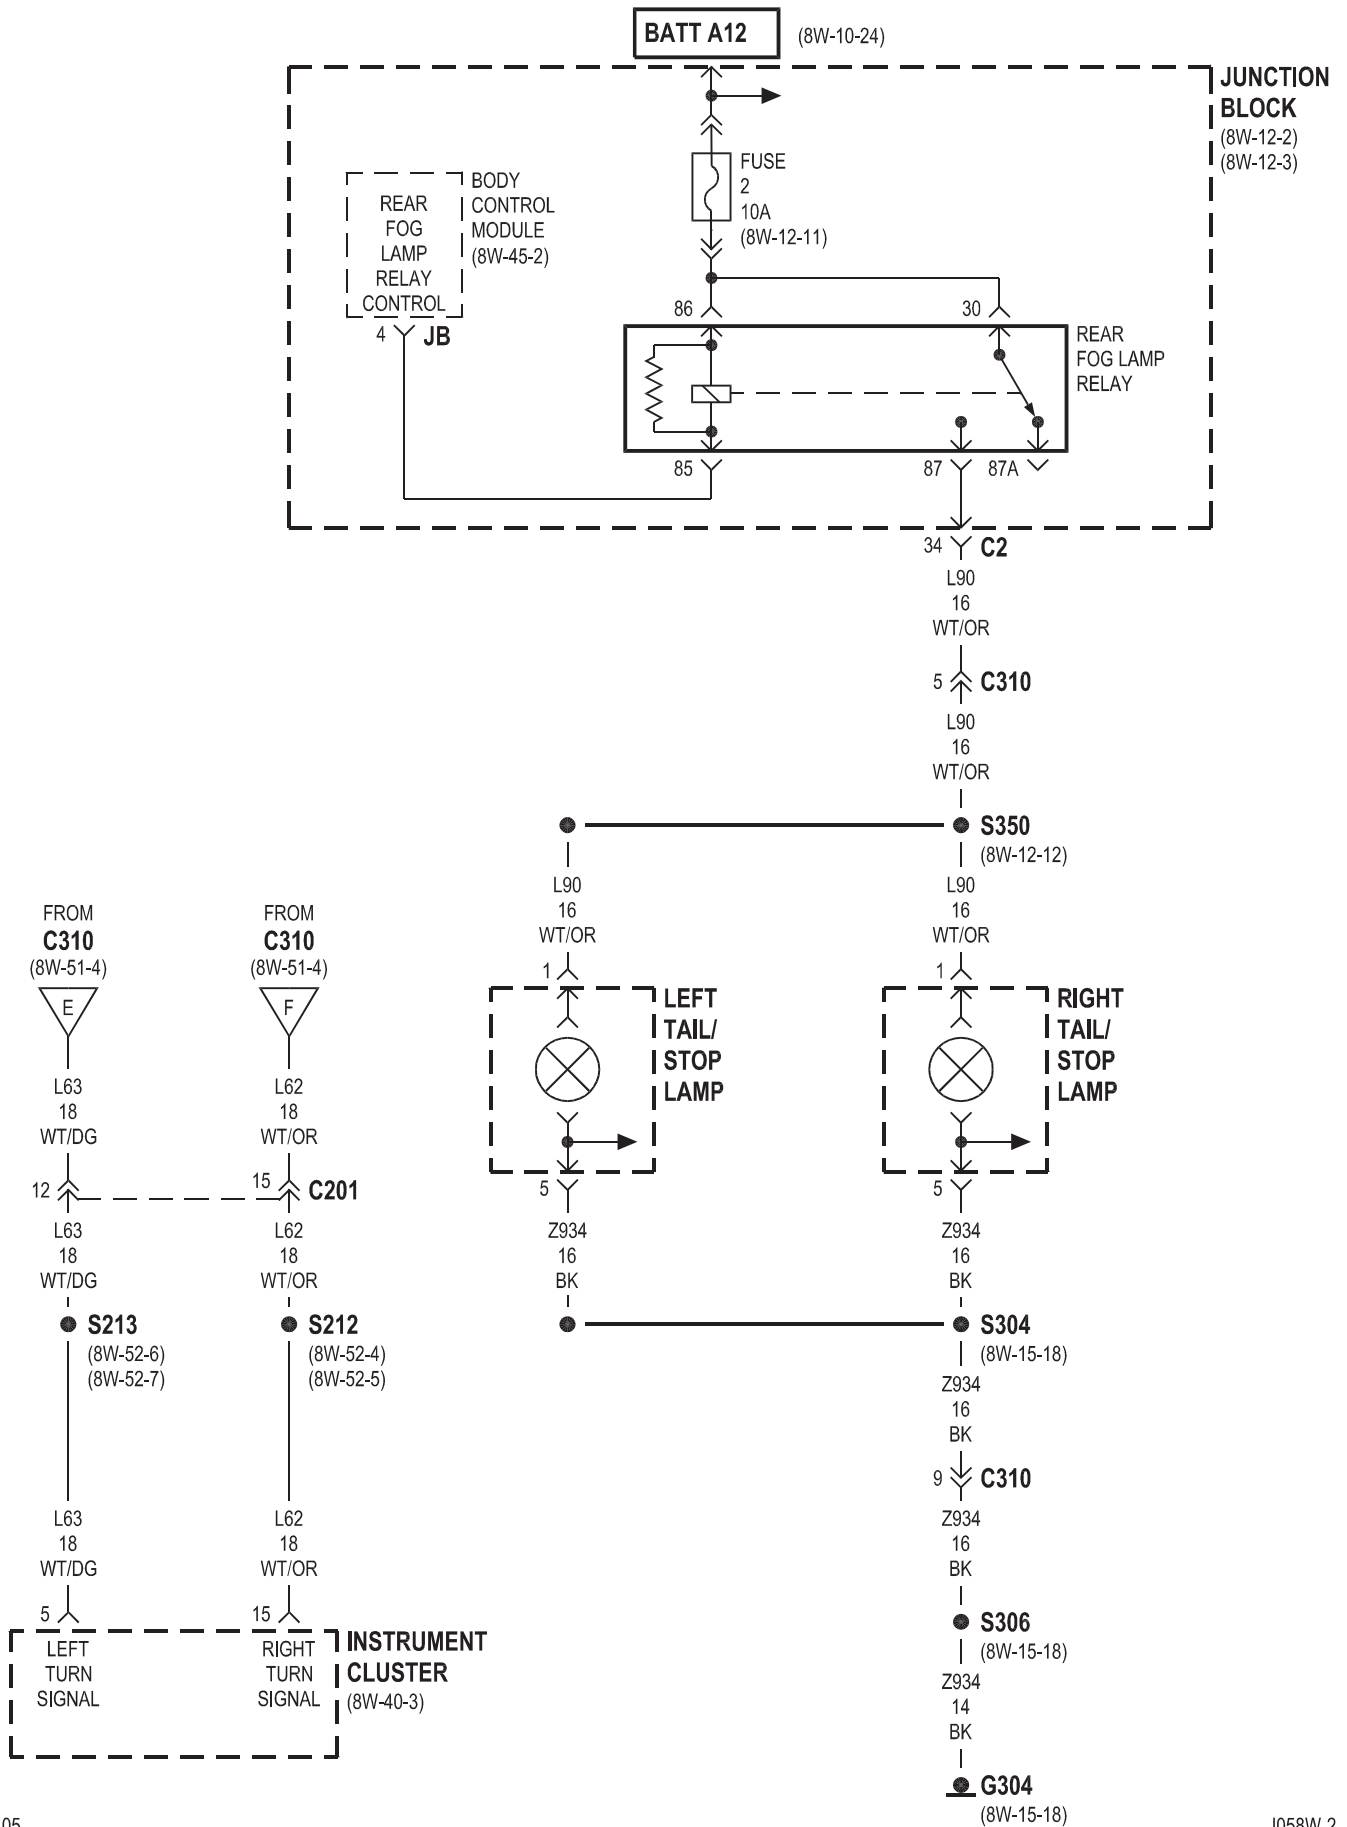 BATT A12
(8W-10-24)
JUNCTION
BLOCK
(8W-12-2)
(8W-12-3)
FUSE
2
10A
(8W-12-11)
BODY
CONTROL
MODULE
(8W-45-2)
REAR
FOG
LAMP
RELAY
CONTROL
4
JB
86
30
REAR
FOG LAMP
RELAY
85
87
87A
34
C2
L90
16
WT/OR
5
C310
L90
16
WT/OR
S350
(8W-12-12)
L90
16
WT/OR
L90
16
WT/OR
FROM
C310
(8W-51-4)
E
FROM
C310
(8W-51-4)
F
1
LEFT
TAIL/
STOP
LAMP
1
RIGHT
TAIL/
STOP
LAMP
L63
18
WT/DG
L62
18
WT/OR
12
15
C201
5
5
L63
18
WT/DG
L62
18
WT/OR
Z934
16
BK
Z934
16
BK
S213
(8W-52-6)
(8W-52-7)
S212
(8W-52-4)
(8W-52-5)
S304
(8W-15-18)
Z934
16
BK
9
C310
L63
18
WT/DG
L62
18
WT/OR
Z934
16
BK
5
15
LEFT
TURN
SIGNAL
RIGHT
TURN
SIGNAL
INSTRUMENT
CLUSTER
(8W-40-3)
S306
(8W-15-18)
Z934
14
BK
G304
(8W-15-18)
05
J058W-2